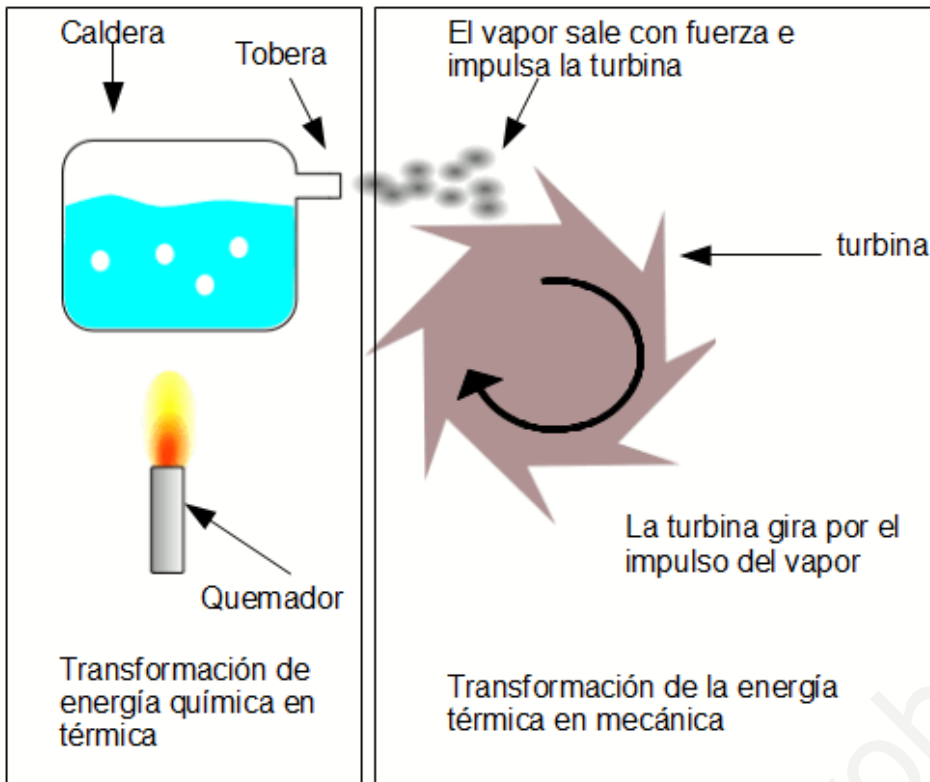 Caldera
Tobera
Quemador
Transformación de
energía química en
térmica
El vapor sale con fuerza e
impulsa la turbina
turbina
La turbina gira por el
impulso del vapor
Transformación de la energía
térmica en mecánica